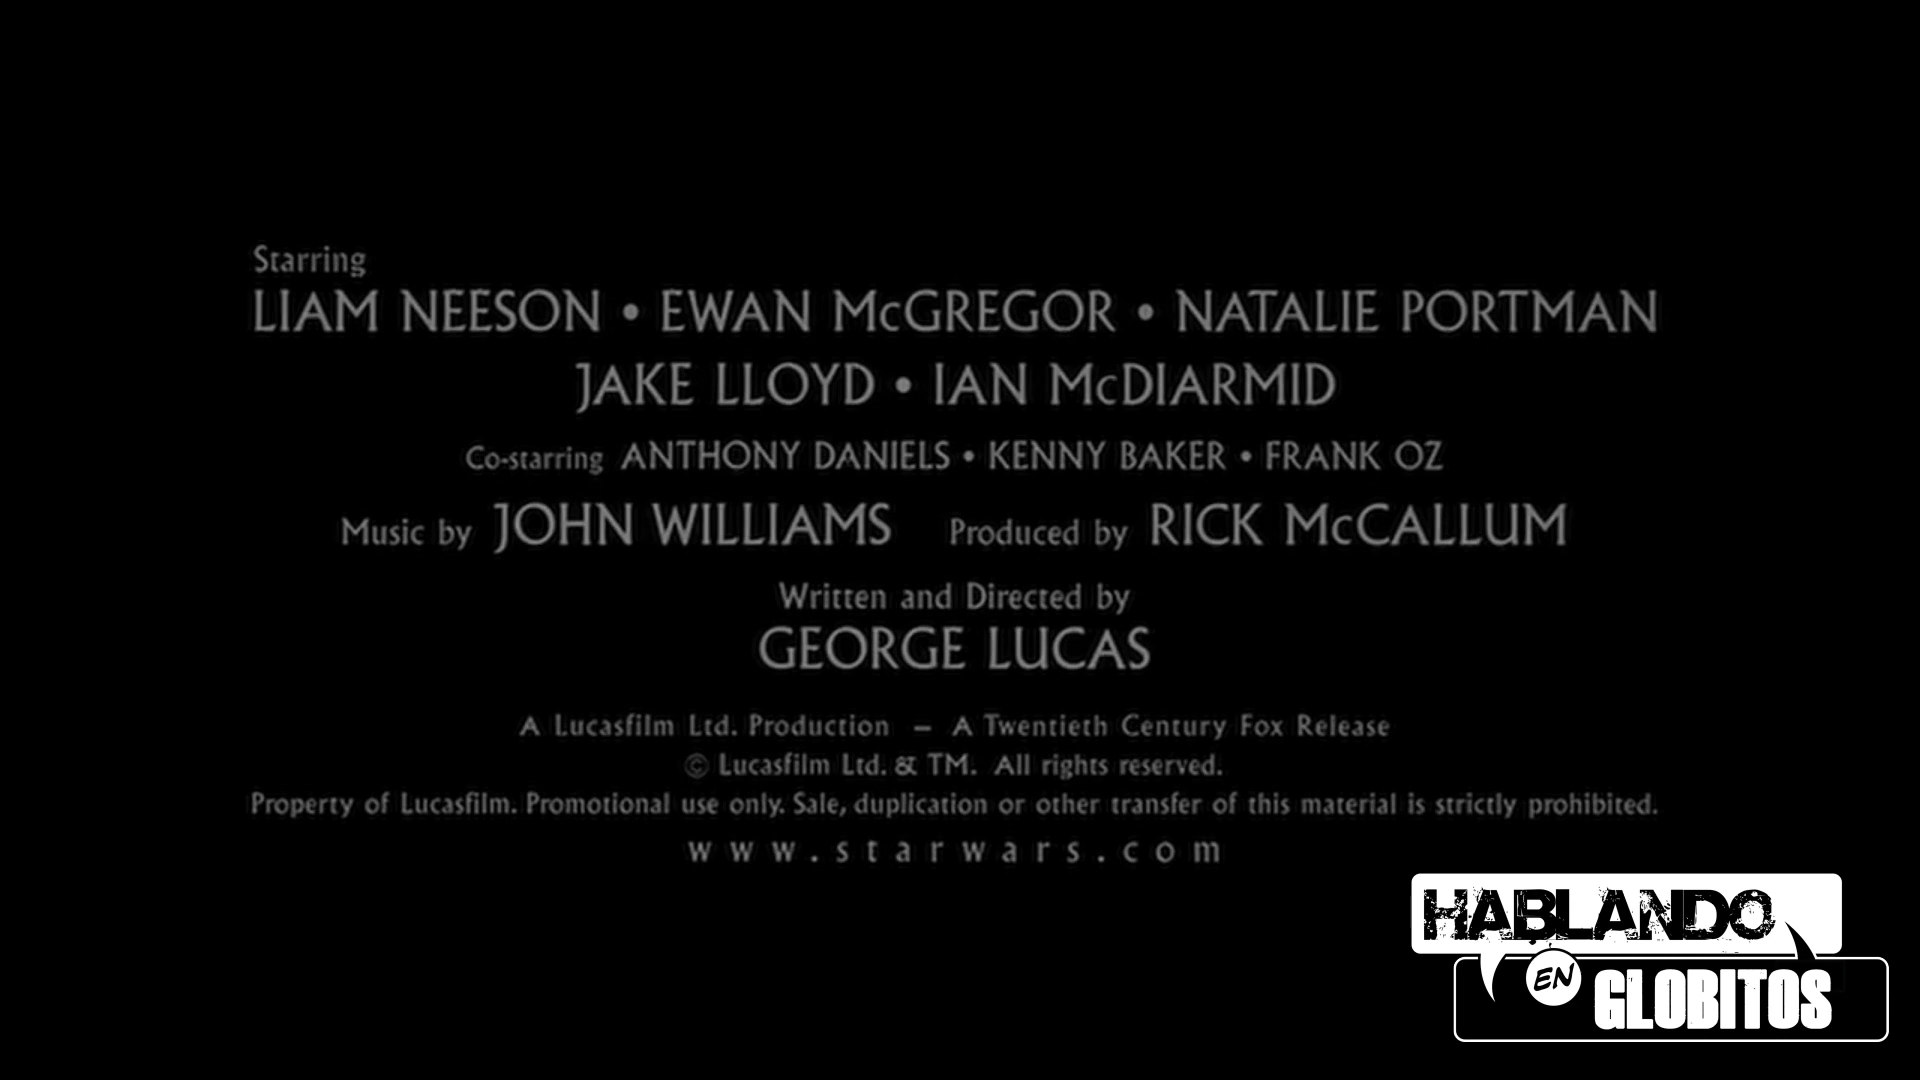 Starring
LIAM NEESON • EWAN McGREGOR • NATALIE PORTMAN
JAKE LLOYD • IAN McDIARMID
Co-starring ANTHONY DANIELS • KENNY BAKER • FRANK OZ
Music by JOHN WILLIAMS Produced by RICK McCALLUM
Written and Directed by
GEORGE LUCAS
A Lucasfilm Ltd. Production – A Twentieth Century Fox Release
© Lucasfilm Ltd. & TM. All rights reserved.
Property of Lucasfilm. Promotional use only. Sale, duplication or other transfer of this material is strictly prohibited.
www.starwars.com
HABLANDO
EN GLOBITOS